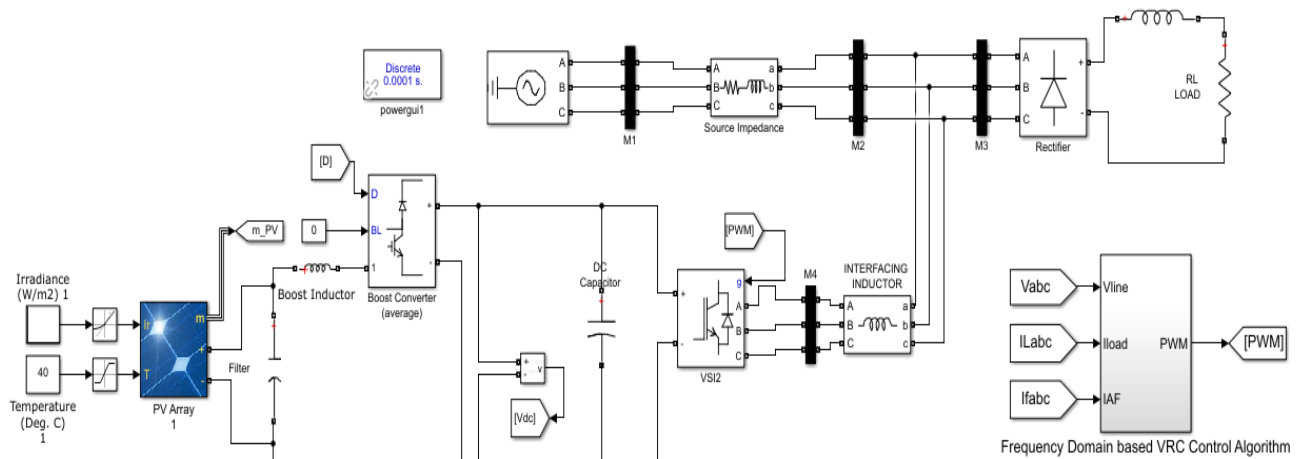 Discrete
0.0001 s.
powergui1
A
B
C
M1
A
B
C
a
b
c
Source Impedance
M2
M3
A
B
C
+
-
Rectifier
RL
LOAD
[D]
0
D
BL
1
+
-
Boost Converter
(average)
m_PV
Boost Inductor
Irradiance
(W/m2) 1
40
Temperature
(Deg. C)
1
Ir
T
m
+
-
PV Array
1
Filter
DC
Capacitor
+
-
v
[Vdc]
[PWM]
+
-
g
A
B
C
VSI2
M4
INTERFACING
INDUCTOR
A
B
C
a
b
c
Vabc
ILabc
Ifabc
Vline
Iload
IAF
PWM
[PWM]
Frequency Domain based VRC Control Algorithm